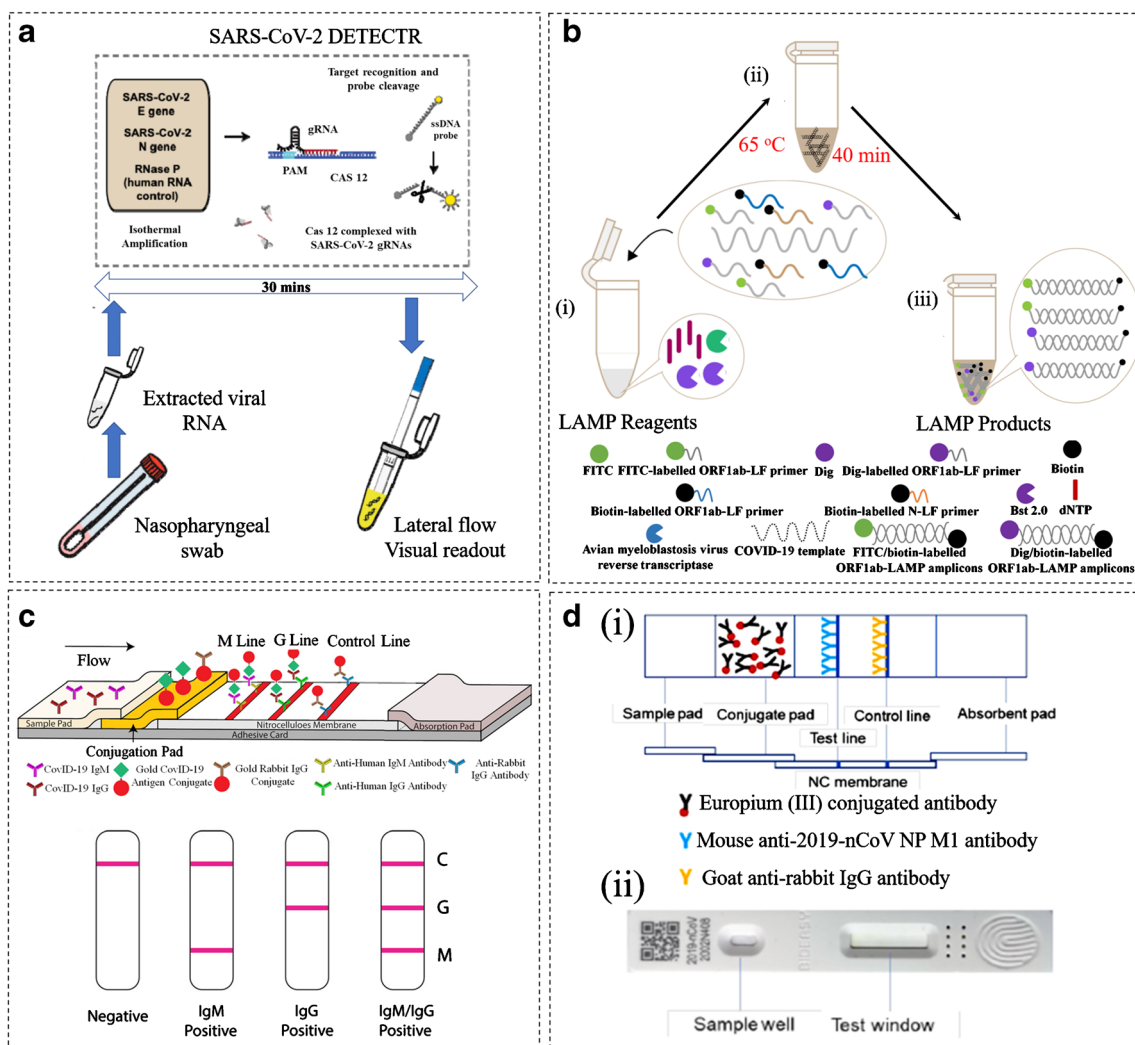 a
SARS-CoV-2 DETECTR
SARS-CoV-2
E gene
SARS-CoV-2
N gene
RNase P
(human RNA
control)
Isothermal
Amplification
gRNA
PAM
CAS 12
Target recognition and
probe cleavage
ssDNA
probe
Cas 12 complexed with
SARS-CoV-2 gRNAs
30 mins
Extracted viral
RNA
Nasopharyngeal
swab
Lateral flow
Visual readout
b
(ii)
65 °C
40 min
(i)
(iii)
LAMP Reagents
LAMP Products
FITC
FITC-labelled ORF1ab-LF primer
Dig
Dig-labelled ORF1ab-LF primer
Biotin
Biotin-labelled ORF1ab-LF primer
Biotin-labelled N-LF primer
Bst 2.0
dNTP
Avian myeloblastosis virus
reverse transcriptase
COVID-19 template
FITC/biotin-labelled
ORF1ab-LAMP amplicons
Dig/biotin-labelled
ORF1ab-LAMP amplicons
c
Flow
M Line
G Line
Control Line
Sample Pad
Conjugation Pad
Nitrocelluloses Membrane
Adhesive Card
Absorption Pad
CovID-19 IgM
CovID-19 IgG
Gold CovID-19
Antigen Conjugate
Gold Rabbit IgG
Conjugate
Anti-Human IgM Antibody
Anti-Human IgG Antibody
Anti-Rabbit
IgG Antibody
C
G
M
Negative
IgM
Positive
IgG
Positive
IgM/IgG
Positive
d
(i)
Sample pad
Conjugate pad
Test line
Control line
Absorbent pad
NC membrane
Europium (III) conjugated antibody
Mouse anti-2019-nCoV NP M1 antibody
Goat anti-rabbit IgG antibody
(ii)
2019-nCoV
2002N408
BIOEASY
Sample well
Test window